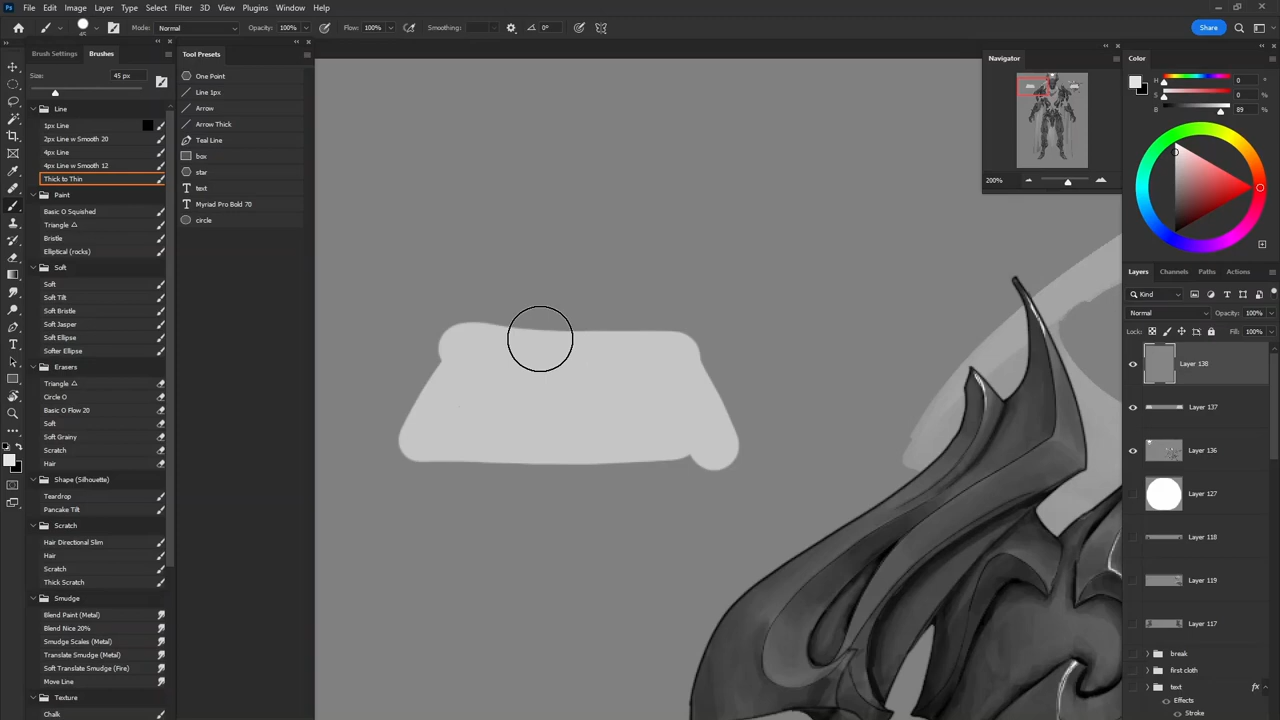 Ps File Edit Image Layer Type Select Filter 3D View Plugins Window Help
45 Mode: Normal Opacity: 100% Flow: 100% Smoothing: 0° Share
Brush Settings Brushes
Size: 45 px
Line
1px Line
2px Line w Smooth 20
4px Line
4px Line w Smooth 12
Thick to Thin
Paint
Basic O Squished
Triangle
Bristle
Elliptical (rocks)
Soft
Soft
Soft Tilt
Soft Bristle
Soft Jasper
Soft Ellipse
Softer Ellipse
Erasers
Triangle
Circle O
Basic O Flow 20
Soft
Soft Grainy
Scratch
Hair
Shape (Silhouette)
Teardrop
Pancake Tilt
Scratch
Hair Directional Slim
Hair
Scratch
Thick Scratch
Smudge
Blend Paint (Metal)
Blend Nice 20%
Smudge Scales (Metal)
Translate Smudge (Metal)
Soft Translate Smudge (Fire)
Move Line
Texture
Chalk
Tool Presets
One Point
Line 1px
Arrow
Arrow Thick
Teal Line
box
star
T text
T Myriad Pro Bold 70
circle
Navigator
200%
Color
H 0 °
S 0 %
B 89 %
Layers Channels Paths Actions
Kind
Normal Opacity: 100%
Lock: Fill: 100%
Layer 138
Layer 137
Layer 136
Layer 127
Layer 118
Layer 119
Layer 117
break
first cloth
text fx
Effects
Stroke